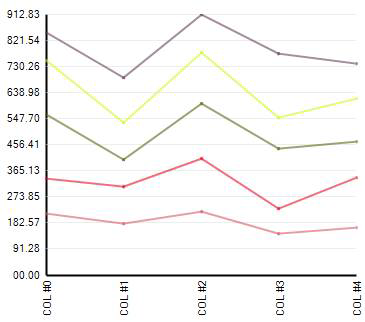 912.83
821.54
730.26
638.98
547.70
456.41
365.13
273.85
182.57
91.28
00.00
COL #0
COL #1
COL #2
COL #3
COL #4